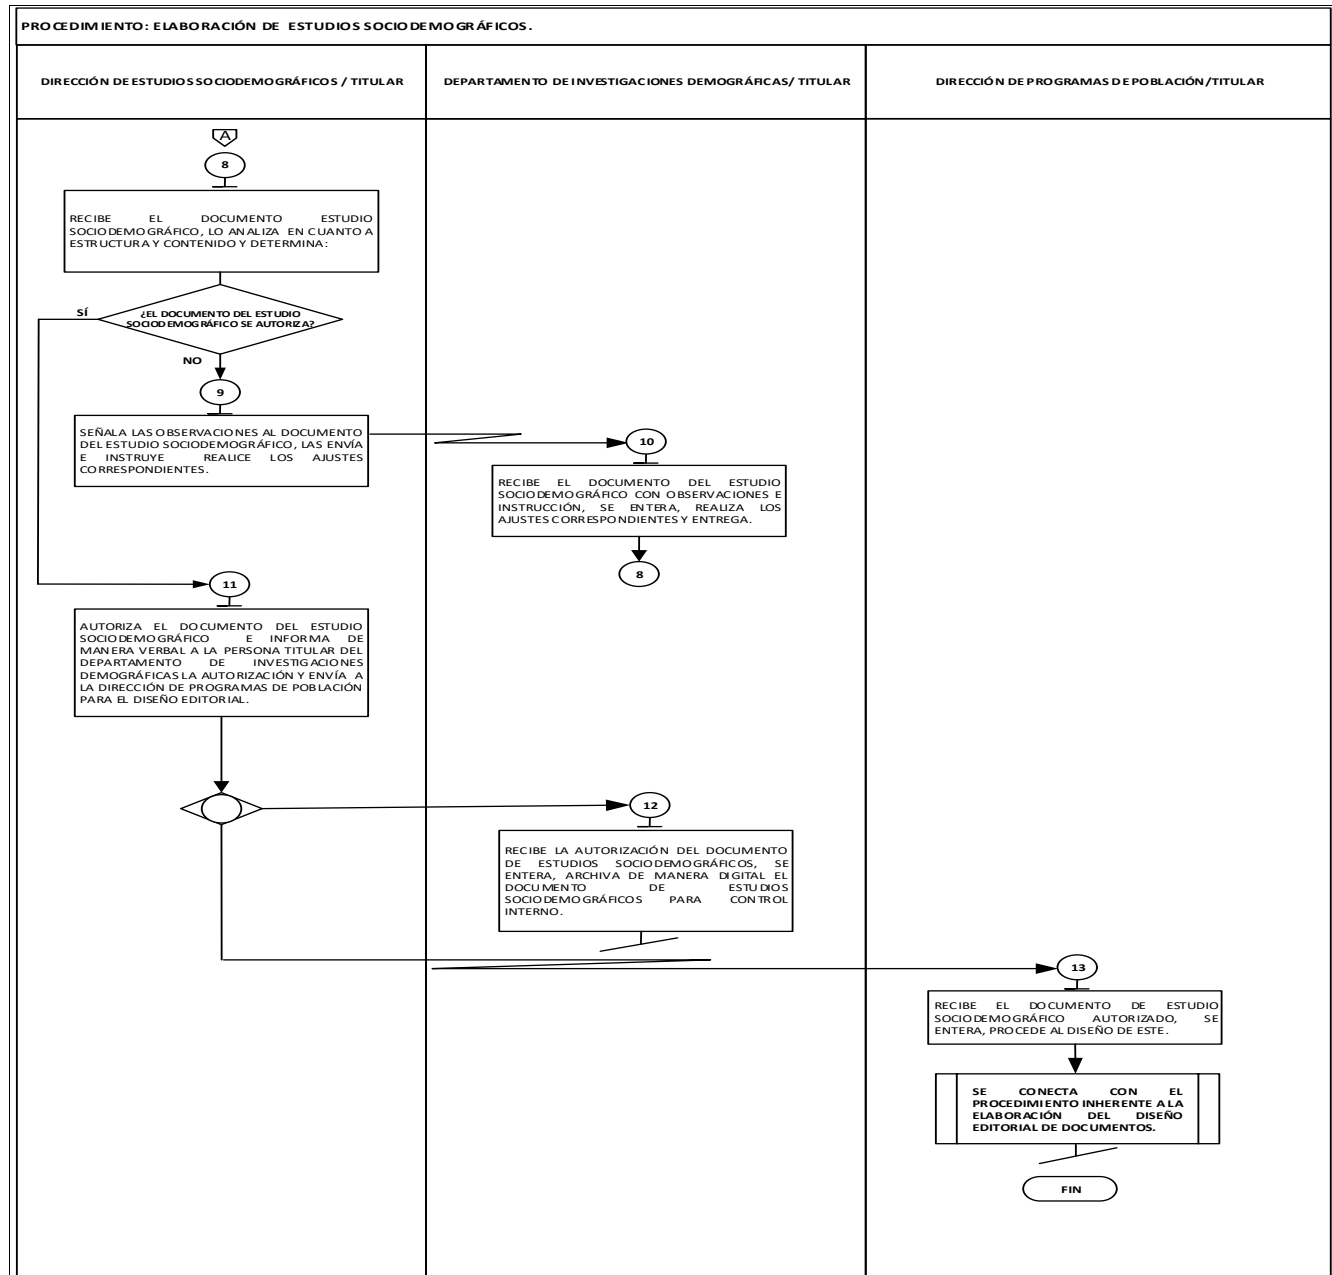 PROCEDIMIENTO: ELABORACIÓN DE ESTUDIOS SOCIODEMOGRÁFICOS.
DIRECCIÓN DE ESTUDIOS SOCIODEMOGRÁFICOS / TITULAR
DEPARTAMENTO DE INVESTIGACIONES DEMOGRÁFICAS/ TITULAR
DIRECCIÓN DE PROGRAMAS DE POBLACIÓN/TITULAR
A
8
RECIBE EL DOCUMENTO ESTUDIO
SOCIODEMOGRÁFICO, LO ANALIZA EN CUANTO A
ESTRUCTURA Y CONTENIDO Y DETERMINA:
SÍ
¿EL DOCUMENTO DEL ESTUDIO
SOCIODEMOGRÁFICO SE AUTORIZA?
NO
9
SEÑALA LAS OBSERVACIONES AL DOCUMENTO
DEL ESTUDIO SOCIODEMOGRÁFICO, LAS ENVÍA
E INSTRUYE REALICE LOS AJUSTES
CORRESPONDIENTES.
10
RECIBE EL DOCUMENTO DEL ESTUDIO
SOCIODEMOGRÁFICO CON OBSERVACIONES E
INSTRUCCIÓN, SE ENTERA, REALIZA LOS
AJUSTES CORRESPONDIENTES Y ENTREGA.
8
11
AUTORIZA EL DOCUMENTO DEL ESTUDIO
SOCIODEMOGRÁFICO E INFORMA DE
MANERA VERBAL A LA PERSONA TITULAR DEL
DEPARTAMENTO DE INVESTIGACIONES
DEMOGRÁFICAS LA AUTORIZACIÓN Y ENVÍA A
LA DIRECCIÓN DE PROGRAMAS DE POBLACIÓN
PARA EL DISEÑO EDITORIAL.
12
RECIBE LA AUTORIZACIÓN DEL DOCUMENTO
DE ESTUDIOS SOCIODEMOGRÁFICOS, SE
ENTERA, ARCHIVA DE MANERA DIGITAL EL
DOCUMENTO DE ESTUDIOS
SOCIODEMOGRÁFICOS PARA CONTROL
INTERNO.
13
RECIBE EL DOCUMENTO DE ESTUDIO
SOCIODEMOGRÁFICO AUTORIZADO, SE
ENTERA, PROCEDE AL DISEÑO DE ESTE.
SE CONECTA CON EL
PROCEDIMIENTO INHERENTE A LA
ELABORACIÓN DEL DISEÑO
EDITORIAL DE DOCUMENTOS.
FIN